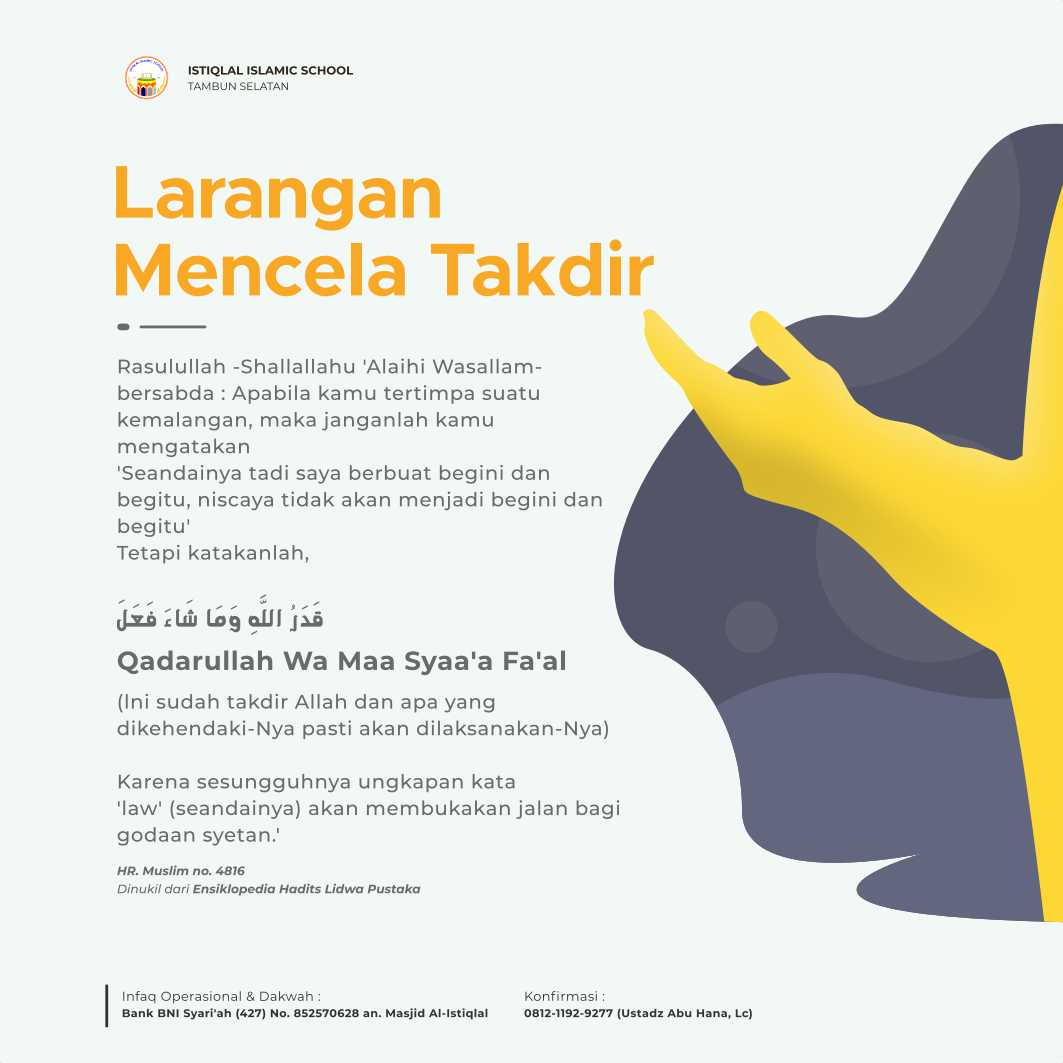 ISTIQLAL ISLAMIC SCHOOL
TAMBUN SELATAN
Larangan
Mencela Takdir
Rasulullah -Shallallahu 'Alaihi Wasallam-
bersabda : Apabila kamu tertimpa suatu
kemalangan, maka janganlah kamu
mengatakan
'Seandainya tadi saya berbuat begini dan
begitu, niscaya tidak akan menjadi begini dan
begitu'
Tetapi katakanlah,
قَدَرُ اللَّهِ وَمَا شَاءَ فَعَلَ
Qadarullah Wa Maa Syaa'a Fa'al
(Ini sudah takdir Allah dan apa yang
dikehendaki-Nya pasti akan dilaksanakan-Nya)
Karena sesungguhnya ungkapan kata
'law' (seandainya) akan membukakan jalan bagi
godaan syetan.'
HR. Muslim no. 4816
Dinukil dari Ensiklopedia Hadits Lidwa Pustaka
Infaq Operasional & Dakwah :
Bank BNI Syari'ah (427) No. 852570628 an. Masjid Al-Istiqlal
Konfirmasi :
0812-1192-9277 (Ustadz Abu Hana, Lc)